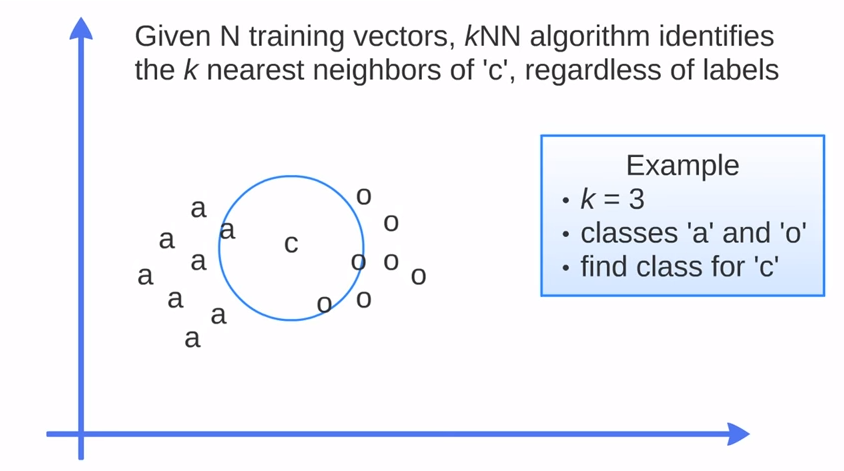 Given N training vectors, kNN algorithm identifies
the k nearest neighbors of 'c', regardless of labels
Example
• k = 3
• classes 'a' and 'o'
• find class for 'c'
a
o
a
o
a
c
a
o
o
a
o
a
o
o
a
a